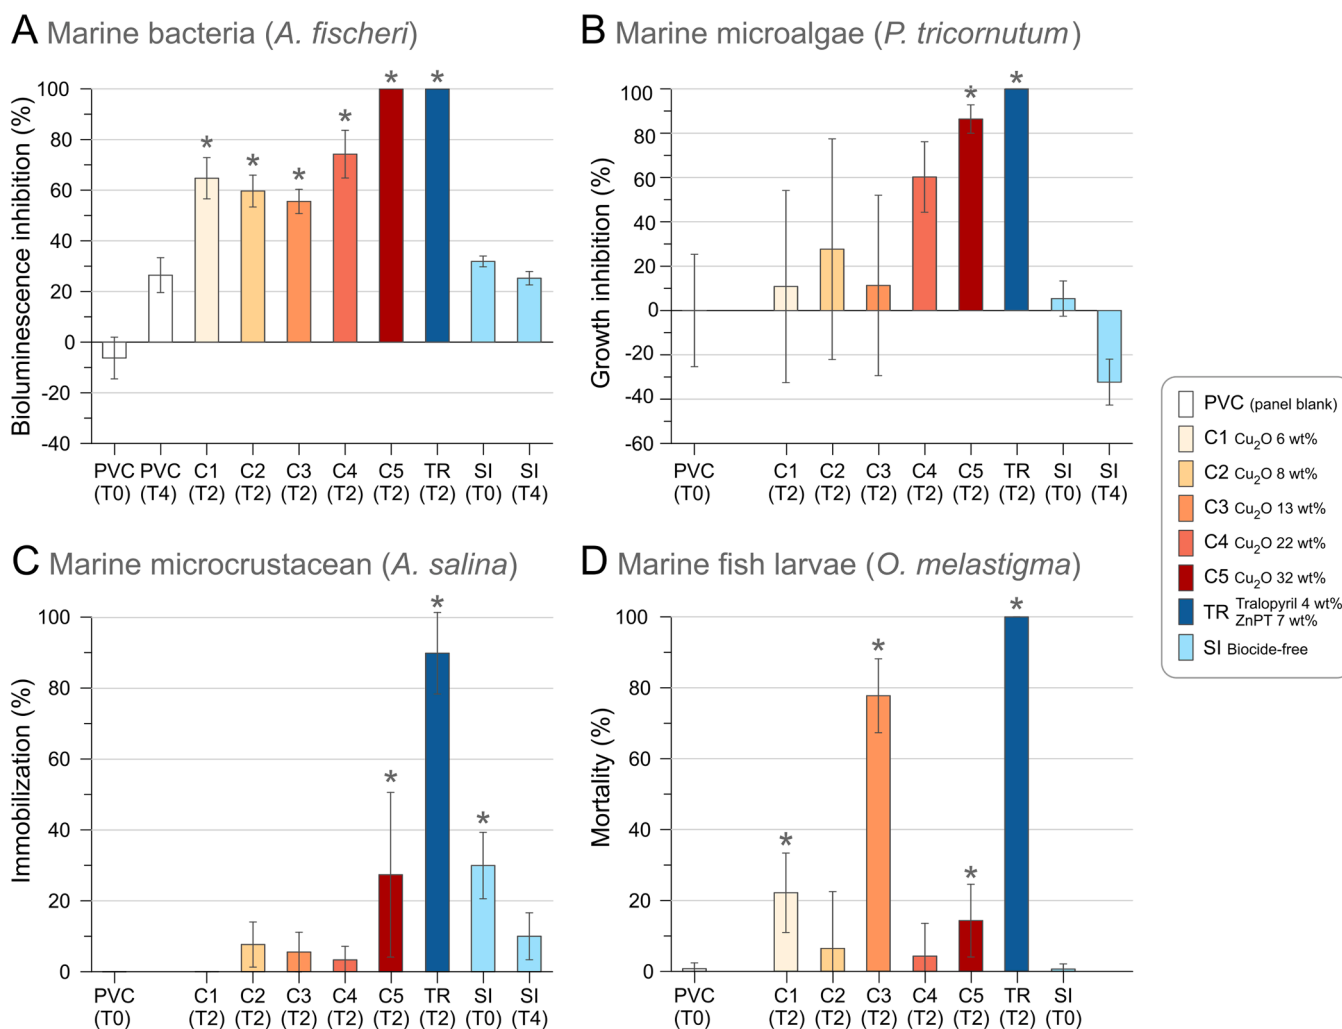 A Marine bacteria (A. fischeri)
Bioluminescence inhibition (%)
100
80
60
40
20
0
-20
-40
* * * * * *
PVC PVC C1 C2 C3 C4 C5 TR SI SI
(T0) (T4) (T2) (T2) (T2) (T2) (T2) (T2) (T0) (T4)
B Marine microalgae (P. tricornutum)
Growth inhibition (%)
100
80
60
40
20
0
-20
-40
-60
* *
PVC C1 C2 C3 C4 C5 TR SI SI
(T0) (T2) (T2) (T2) (T2) (T2) (T2) (T0) (T4)
PVC (panel blank)
C1 Cu₂O 6 wt%
C2 Cu₂O 8 wt%
C3 Cu₂O 13 wt%
C4 Cu₂O 22 wt%
C5 Cu₂O 32 wt%
TR Tralopyril 4 wt%
ZnPT 7 wt%
SI Biocide-free
C Marine microcrustacean (A. salina)
Immobilization (%)
100
80
60
40
20
0
* * *
PVC C1 C2 C3 C4 C5 TR SI SI
(T0) (T2) (T2) (T2) (T2) (T2) (T2) (T0) (T4)
D Marine fish larvae (O. melastigma)
Mortality (%)
100
80
60
40
20
0
* * * *
PVC C1 C2 C3 C4 C5 TR SI
(T0) (T2) (T2) (T2) (T2) (T2) (T2) (T0)